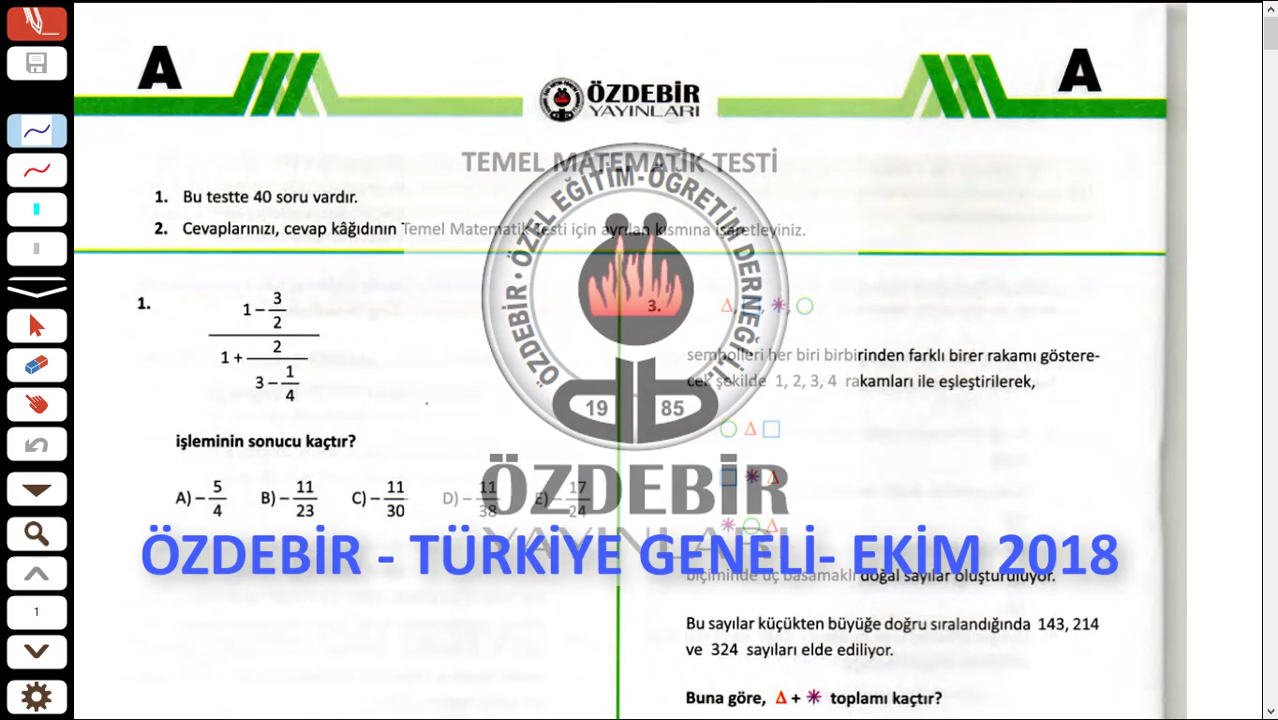 A
A
ÖZDEBİR
YAYINLARI
TEMEL MATEMATİK TESTİ
1. Bu testte 40 soru vardır.
2. Cevaplarınızı, cevap kâğıdının Temel Matematik Testi için ayrılan kısmına işaretleyiniz.
1.
1 − 3/2
1 + 2
3 − 1/4
işleminin sonucu kaçtır?
A) − 5/4 B) − 11/23 C) − 11/30 D) − 11/38 E) − 17/24
3. Δ, □, ✳, ○
sembolleri her biri birbirinden farklı birer rakamı göstere-
cek şekilde 1, 2, 3, 4 rakamları ile eşleştirilerek,
○ Δ □
□ ✳ Δ
✳ ○ Δ
biçiminde üç basamaklı doğal sayılar oluşturuluyor.
Bu sayılar küçükten büyüğe doğru sıralandığında 143, 214
ve 324 sayıları elde ediliyor.
Buna göre, Δ + ✳ toplamı kaçtır?
ÖZDEBİR · ÖZEL EĞİTİM-ÖĞRETİM DERNEĞİ
19 85
ÖZDEBİR
YAYINLARI
ÖZDEBİR - TÜRKİYE GENELİ- EKİM 2018
1